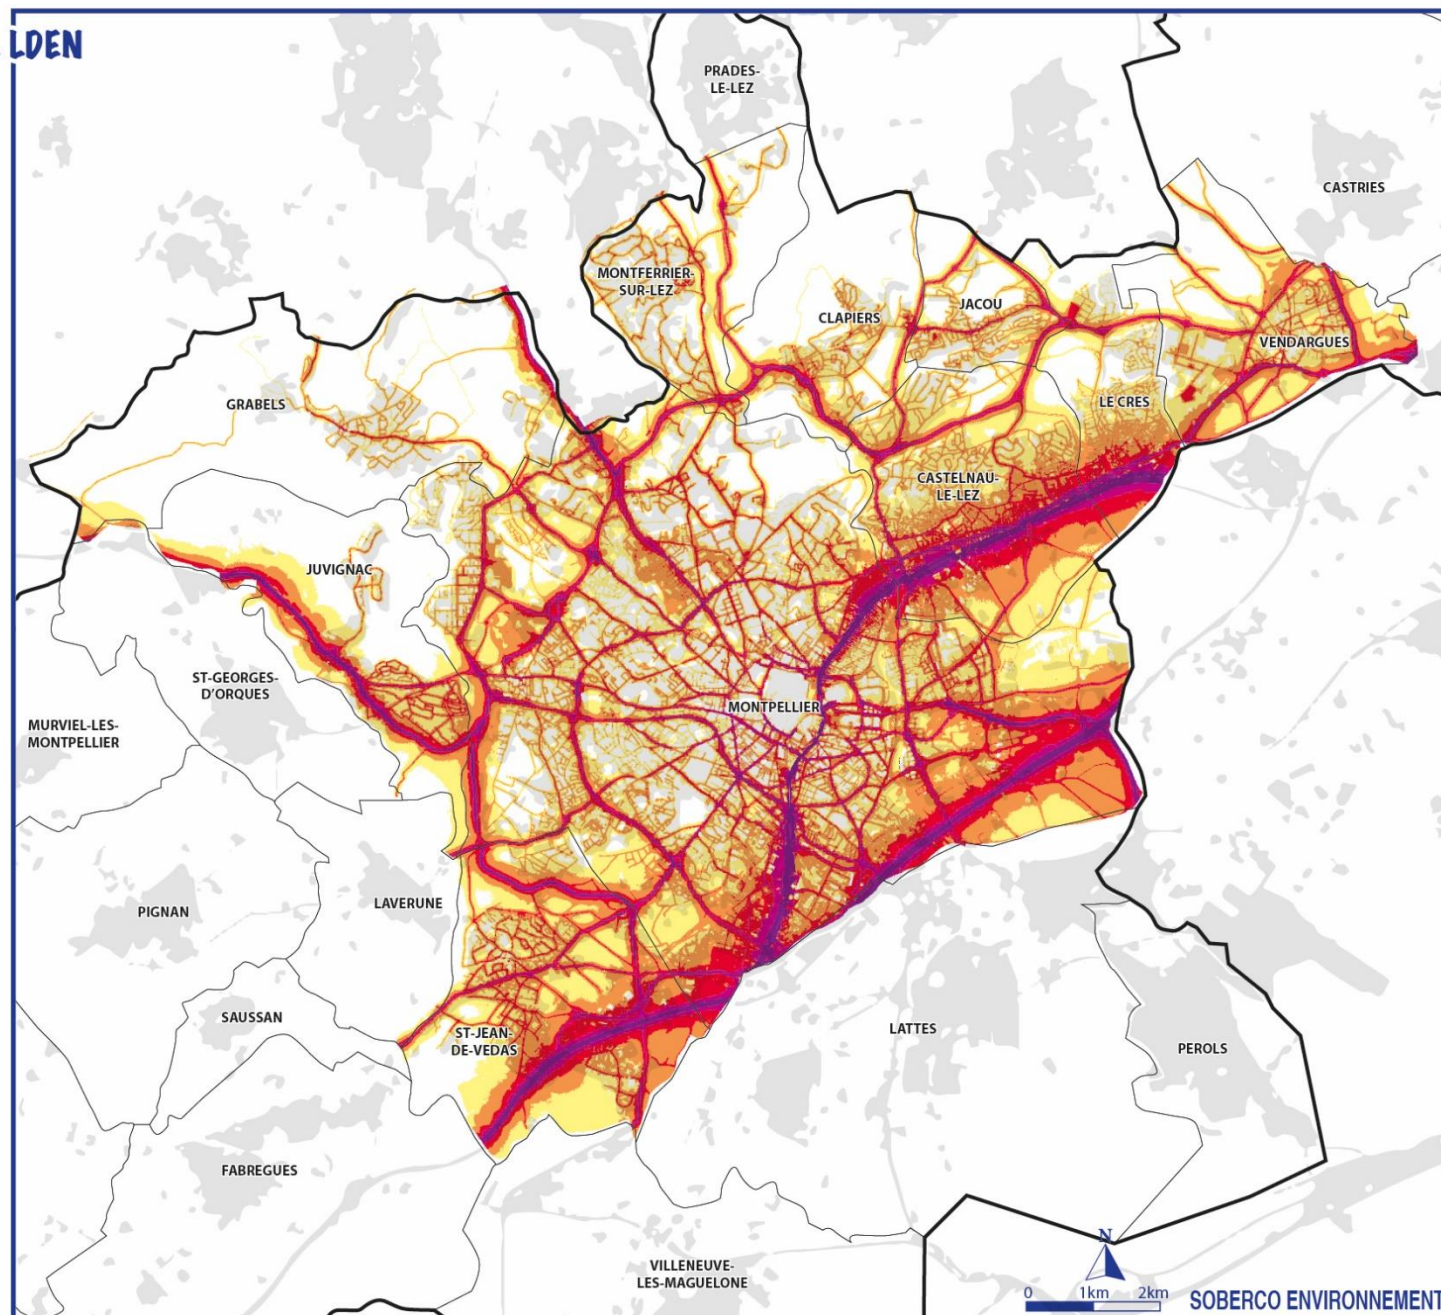 LDEN
PRADES-
LE-LEZ
CASTRIES
MONTFERRIER-
SUR-LEZ
CLAPIERS
JACOU
VENDARGUES
GRABELS
LE CRES
CASTELNAU-
LE-LEZ
JUVIGNAC
ST-GEORGES-
D'ORQUES
MURVIEL-LES-
MONTPELLIER
MONTPELLIER
PIGNAN
LAVERUNE
SAUSSAN
ST-JEAN-
DE-VEDAS
LATTES
PEROLS
FABREGUES
VILLENEUVE-
LES-MAGUELONE
N
0 1km 2km
SOBERCO ENVIRONNEMENT